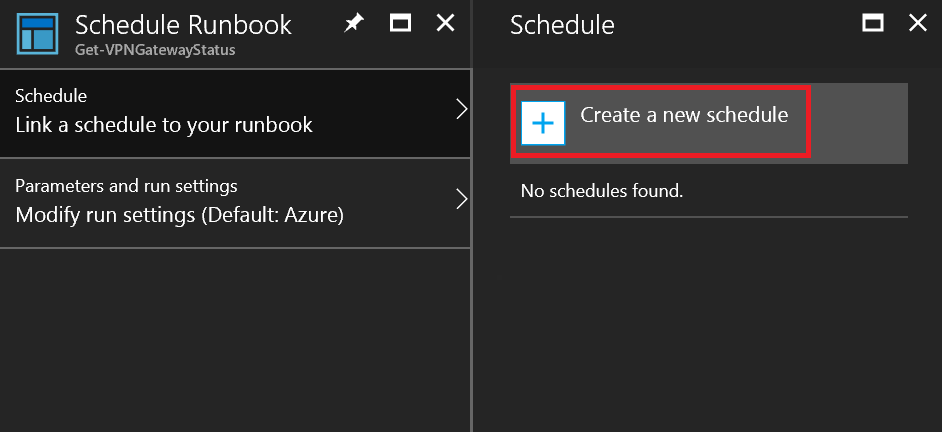 Schedule Runbook
Get-VPNGatewayStatus
Schedule
Link a schedule to your runbook
Parameters and run settings
Modify run settings (Default: Azure)
Schedule
Create a new schedule
No schedules found.